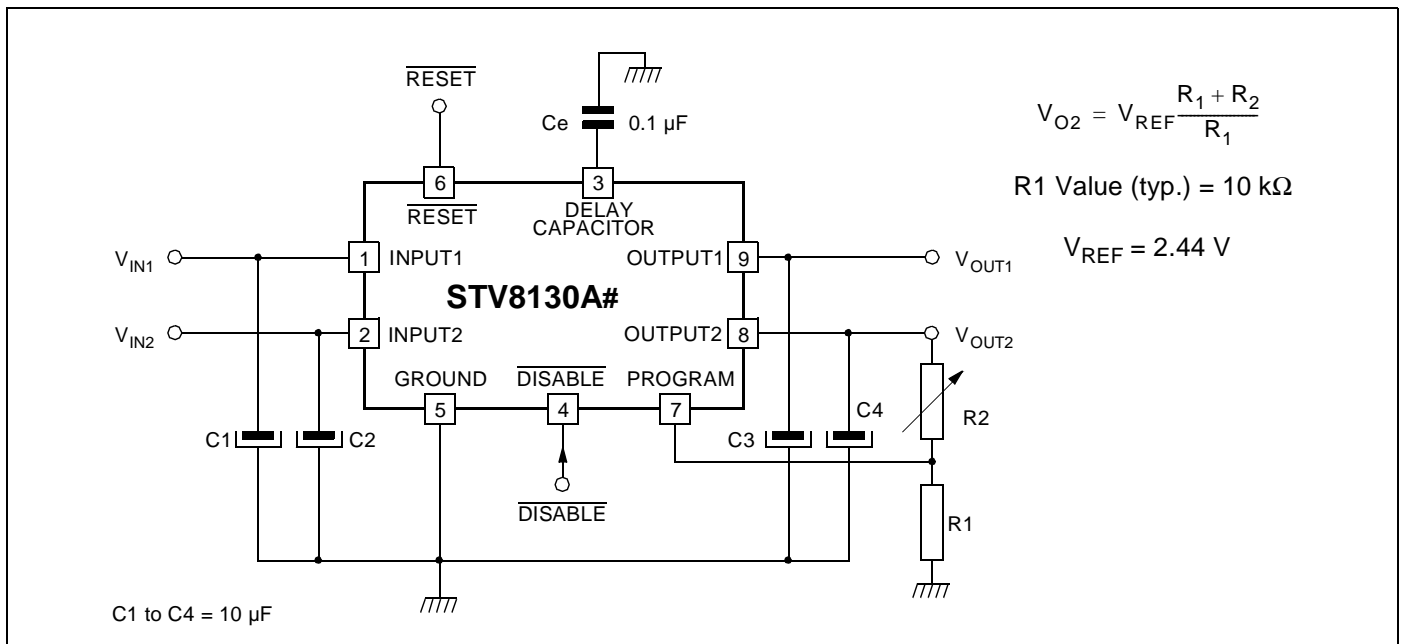 RESET
Ce 0.1 µF
6
3
RESET
DELAY
CAPACITOR
V_IN1
1
INPUT1
OUTPUT1
9
V_OUT1
STV8130A#
V_IN2
2
INPUT2
OUTPUT2
8
V_OUT2
GROUND
DISABLE
PROGRAM
5
4
7
C1
C2
C3
C4
R2
DISABLE
R1
C1 to C4 = 10 µF
V_O2 = V_REF (R_1 + R_2) / R_1
R1 Value (typ.) = 10 kΩ
V_REF = 2.44 V